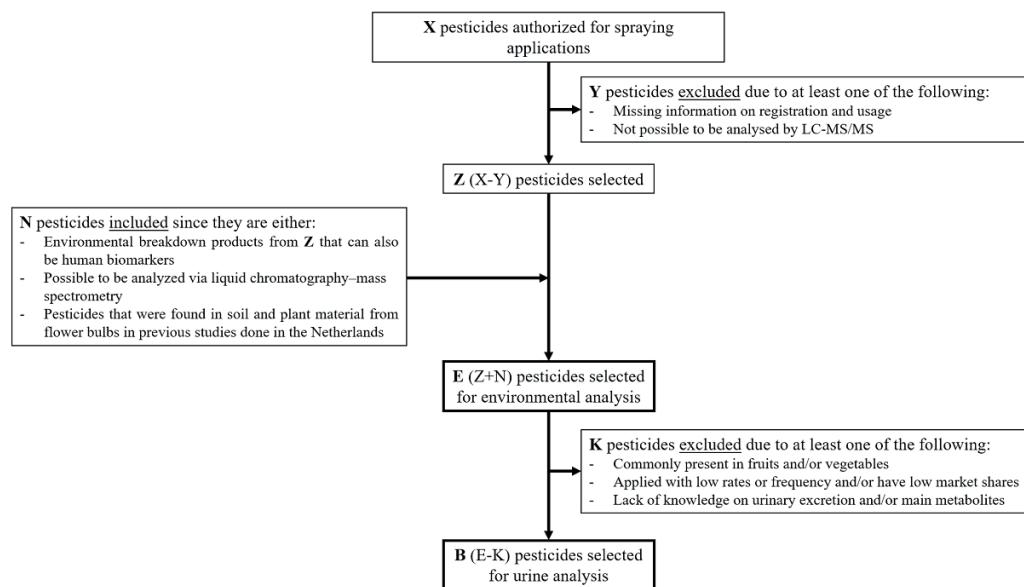 X pesticides authorized for spraying
applications
Y pesticides excluded due to at least one of the following:
- Missing information on registration and usage
- Not possible to be analysed by LC-MS/MS
Z (X-Y) pesticides selected
N pesticides included since they are either:
- Environmental breakdown products from Z that can also
be human biomarkers
- Possible to be analyzed via liquid chromatography–mass
spectrometry
- Pesticides that were found in soil and plant material from
flower bulbs in previous studies done in the Netherlands
E (Z+N) pesticides selected
for environmental analysis
K pesticides excluded due to at least one of the following:
- Commonly present in fruits and/or vegetables
- Applied with low rates or frequency and/or have low market shares
- Lack of knowledge on urinary excretion and/or main metabolites
B (E-K) pesticides selected
for urine analysis